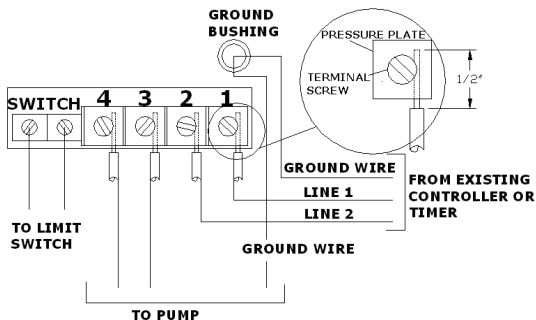 GROUND
BUSHING
PRESSURE PLATE
TERMINAL
SCREW
1/2"
SWITCH
4 3 2 1
GROUND WIRE
LINE 1
LINE 2
FROM EXISTING
CONTROLLER OR
TIMER
TO LIMIT
SWITCH
GROUND WIRE
TO PUMP